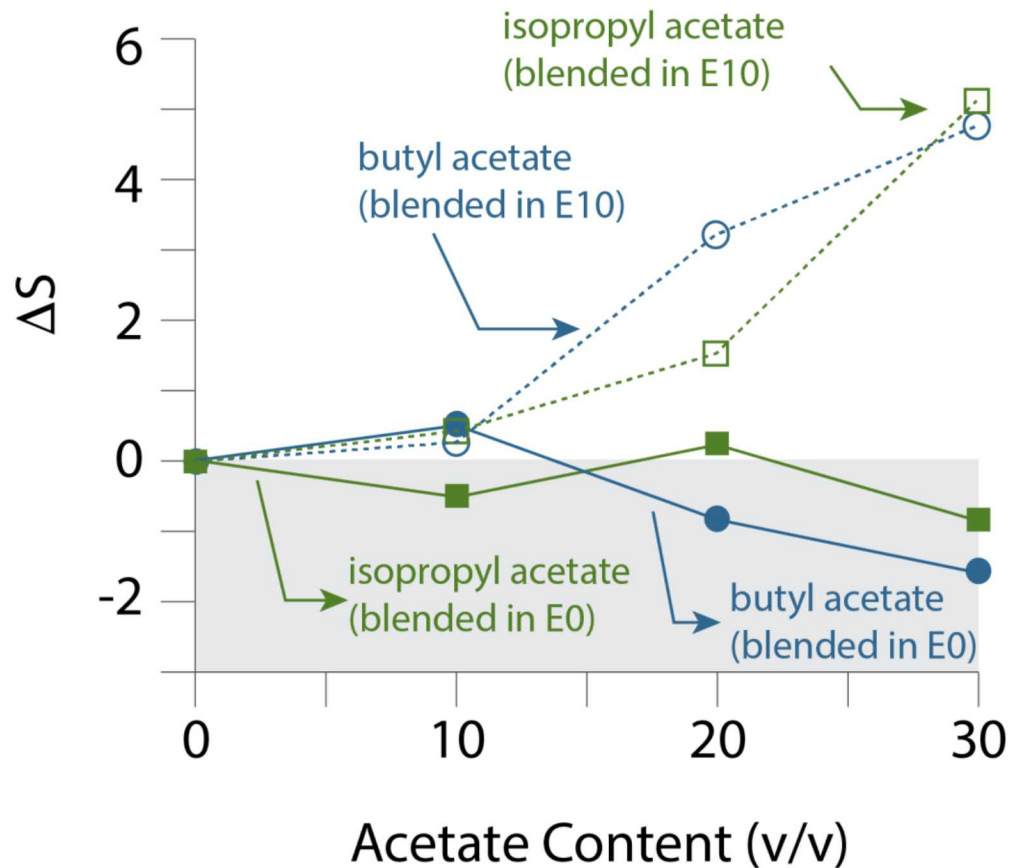 isopropyl acetate
(blended in E10)
butyl acetate
(blended in E10)
6
4
2
0
-2
ΔS
isopropyl acetate
(blended in E0)
butyl acetate
(blended in E0)
0 10 20 30
Acetate Content (v/v)